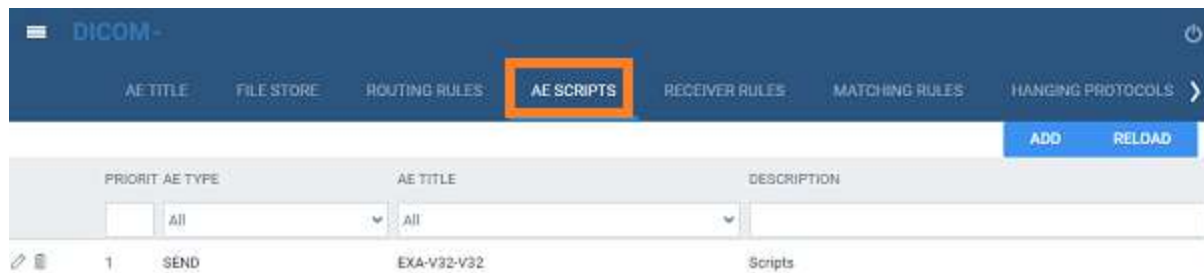 DICOM-
AE TITLE FILE STORE ROUTING RULES AE SCRIPTS RECEIVER RULES MATCHING RULES HANGING PROTOCOLS
ADD RELOAD
PRIORIT AE TYPE AE TITLE DESCRIPTION
All All
1 SEND EXA-V32-V32 Scripts